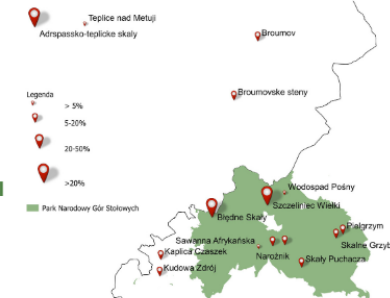 Teplice nad Metuji
Adrspassko-teplicke skaly
Broumov
Broumovske steny
Legenda
> 5%
5-20%
20-50%
>20%
Park Narodowy Gór Stołowych
Wodospad Pośny
Szczeliniec Wielki
Błędne Skały
Pielgrzym
Sawanna Afrykańska
Skalne Grzyb
Kaplica Czaszek
Narożnik
Skały Puchacza
Kudowa Zdrój